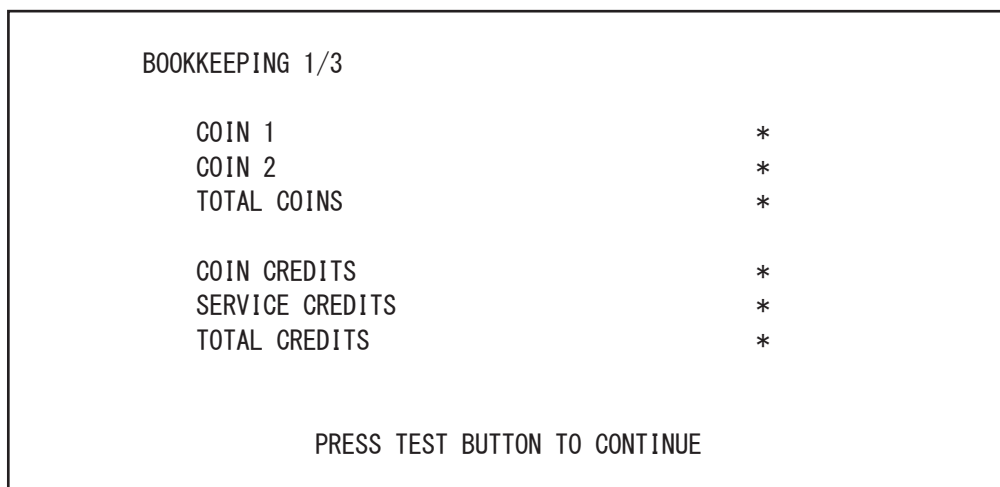 BOOKKEEPING 1/3
COIN 1 *
COIN 2 *
TOTAL COINS *
COIN CREDITS *
SERVICE CREDITS *
TOTAL CREDITS *
PRESS TEST BUTTON TO CONTINUE